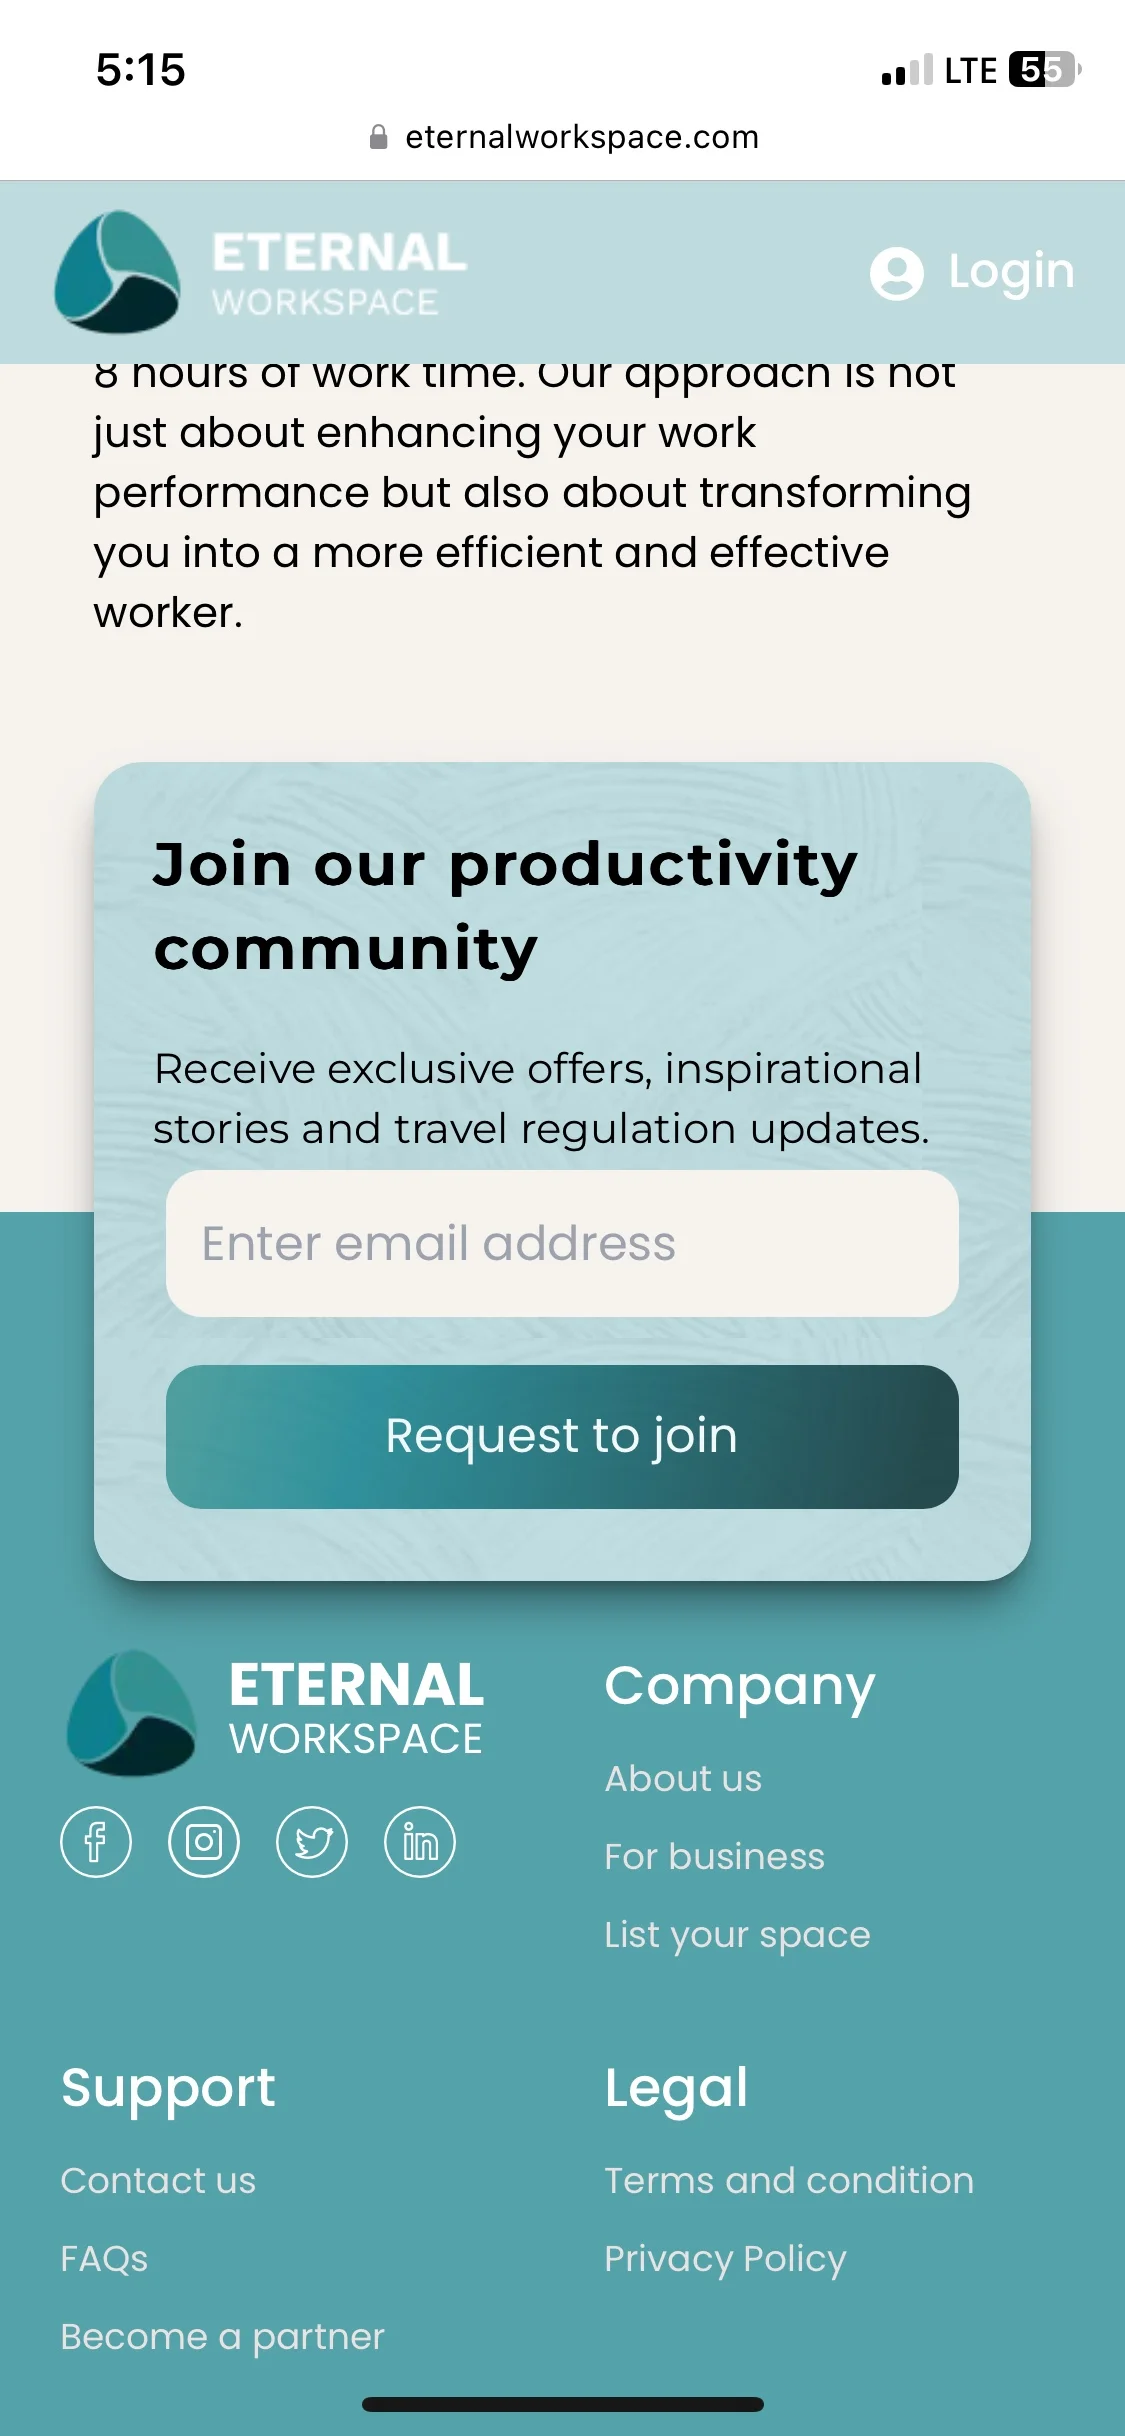 5:15
LTE 55
eternalworkspace.com
ETERNAL
WORKSPACE
Login
8 hours of work time. Our approach is not
just about enhancing your work
performance but also about transforming
you into a more efficient and effective
worker.
Join our productivity
community
Receive exclusive offers, inspirational
stories and travel regulation updates.
Enter email address
Request to join
ETERNAL
WORKSPACE
Company
About us
For business
List your space
Support
Contact us
FAQs
Become a partner
Legal
Terms and condition
Privacy Policy